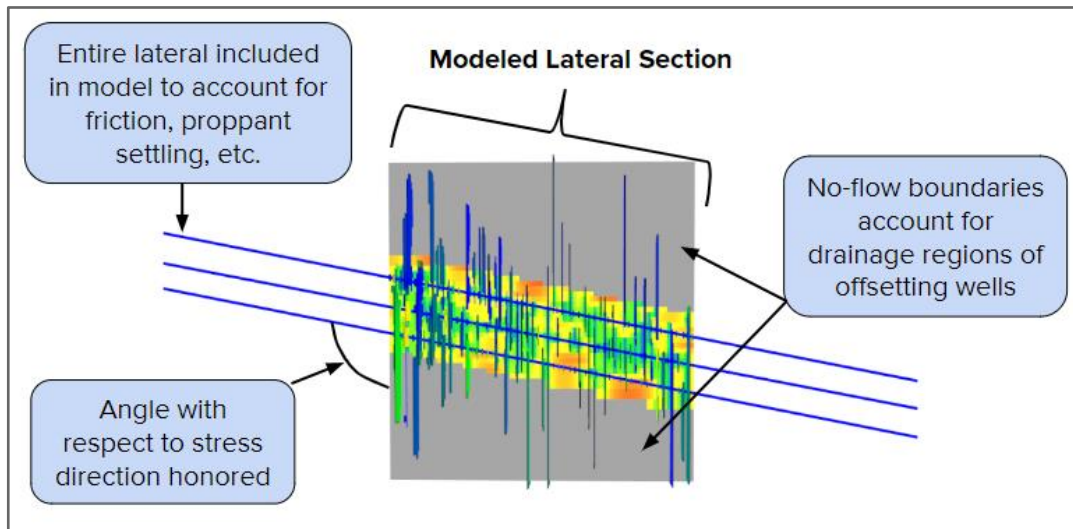 Entire lateral included
in model to account for
friction, proppant
settling, etc.
Modeled Lateral Section
No-flow boundaries
account for
drainage regions of
offsetting wells
Angle with
respect to stress
direction honored